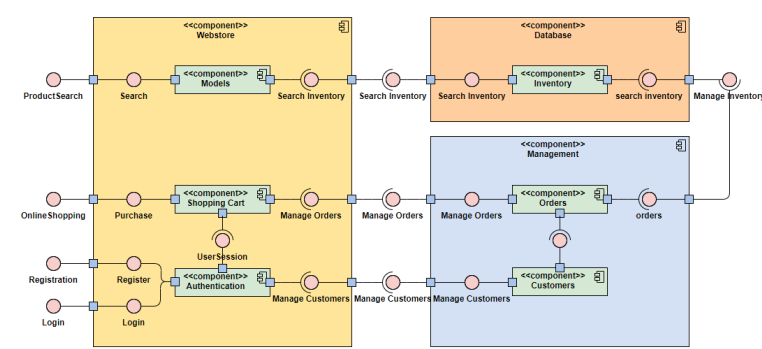 <<component>>
Webstore
<<component>>
Database
<<component>>
Models
<<component>>
Inventory
ProductSearch
Search
Search Inventory
Search Inventory
Search Inventory
search inventory
Manage Inventory
<<component>>
Management
<<component>>
Shopping Cart
<<component>>
Orders
OnlineShopping
Purchase
Manage Orders
Manage Orders
Manage Orders
orders
UserSession
<<component>>
Authentication
<<component>>
Customers
Registration
Register
Manage Customers
Manage Customers
Manage Customers
Login
Login